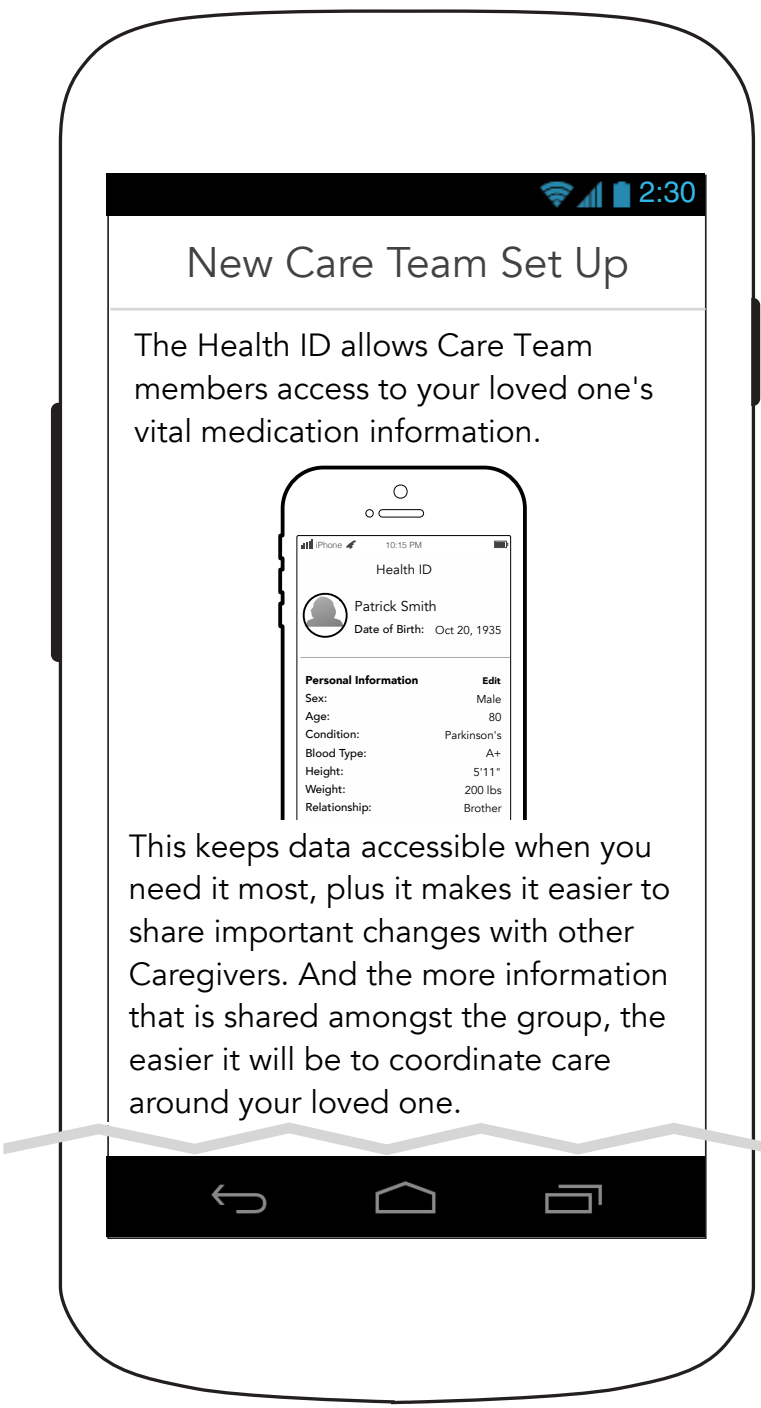 2:30
New Care Team Set Up
The Health ID allows Care Team
members access to your loved one's
vital medication information.
iPhone 10:15 PM
Health ID
Patrick Smith
Date of Birth: Oct 20, 1935
Personal Information Edit
Sex: Male
Age: 80
Condition: Parkinson's
Blood Type: A+
Height: 5'11"
Weight: 200 lbs
Relationship: Brother
This keeps data accessible when you
need it most, plus it makes it easier to
share important changes with other
Caregivers. And the more information
that is shared amongst the group, the
easier it will be to coordinate care
around your loved one.